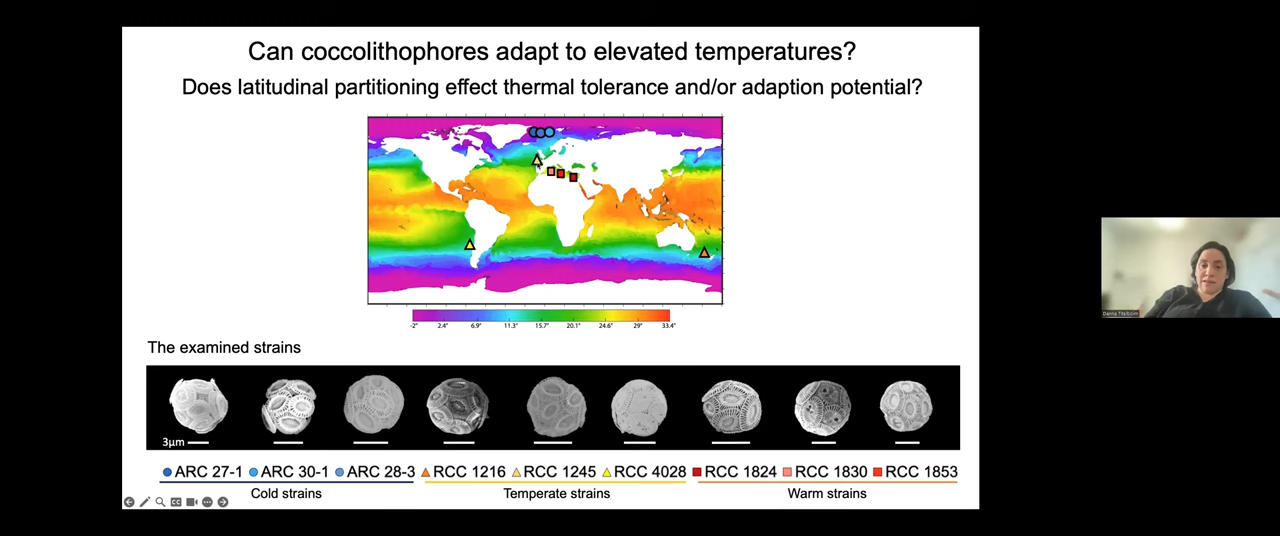 Can coccolithophores adapt to elevated temperatures?
Does latitudinal partitioning effect thermal tolerance and/or adaption potential?
-2° 2.4° 6.9° 11.3° 15.7° 20.1° 24.6° 29° 33.4°
The examined strains
3μm
ARC 27-1 ARC 30-1 ARC 28-3 RCC 1216 RCC 1245 RCC 4028 RCC 1824 RCC 1830 RCC 1853
Cold strains Temperate strains Warm strains
Danna Titelboim